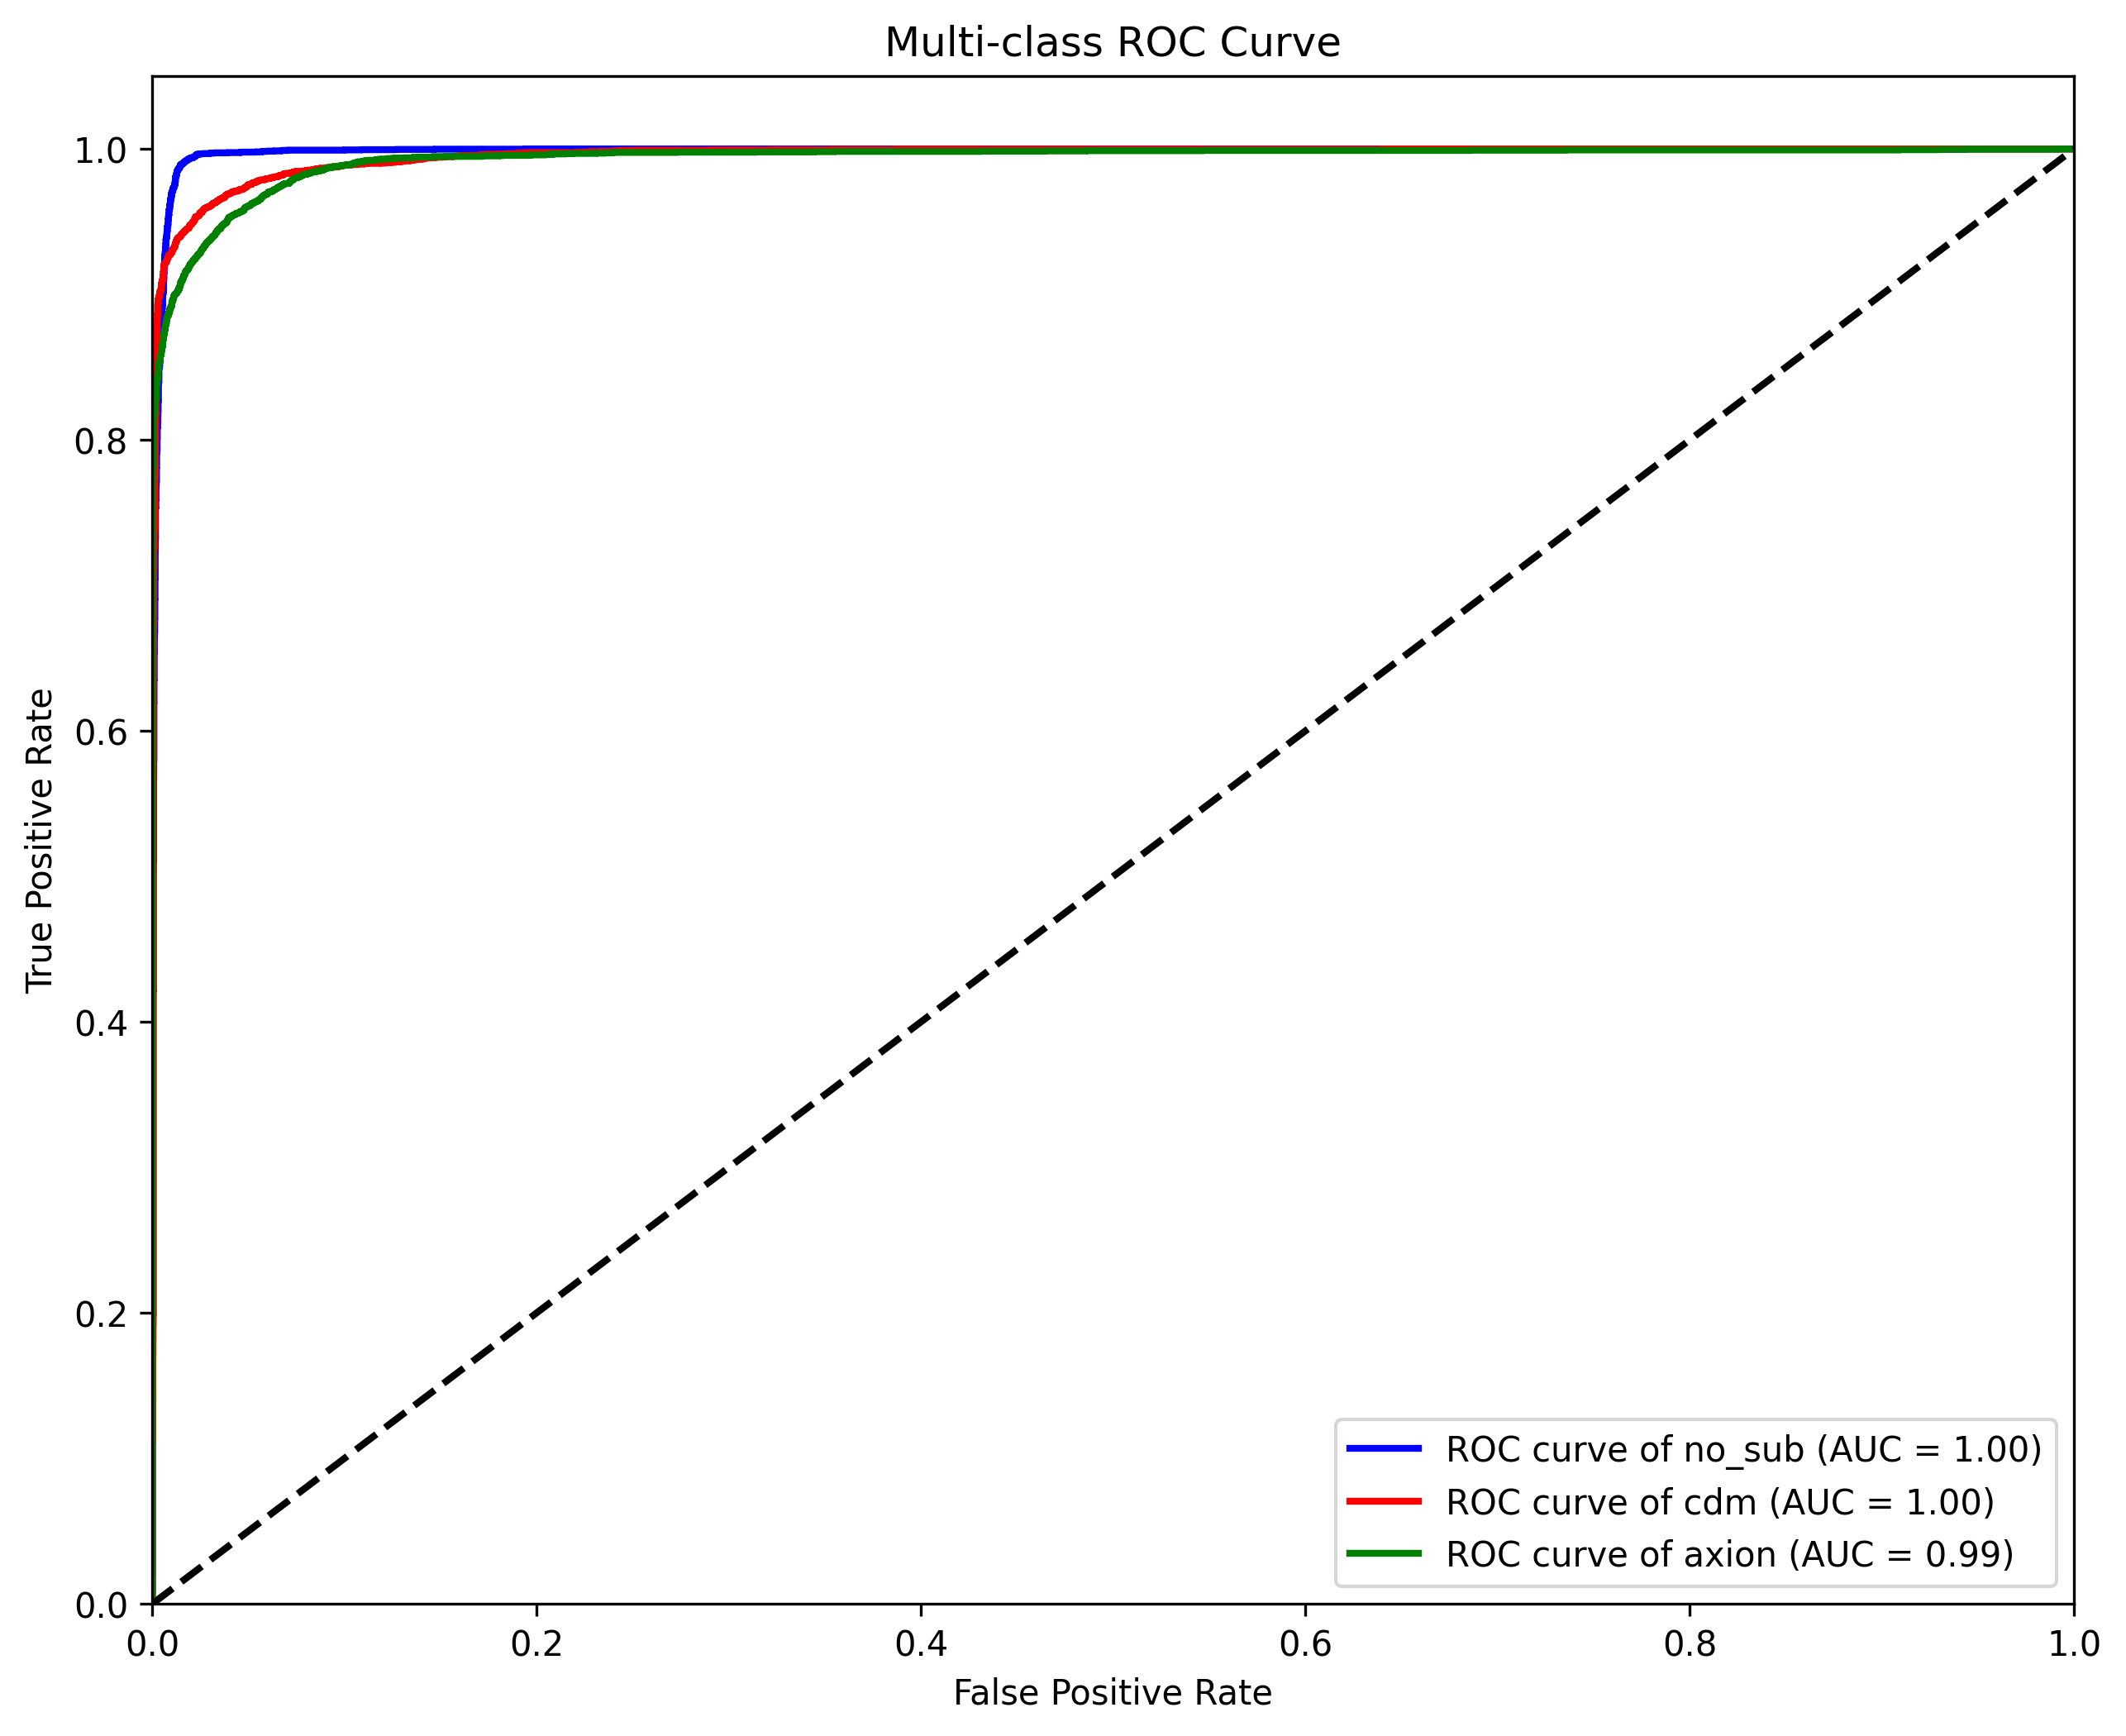 Multi-class ROC Curve
True Positive Rate
1.0
0.8
0.6
0.4
0.2
0.0
0.0 0.2 0.4 0.6 0.8 1.0
False Positive Rate
ROC curve of no_sub (AUC = 1.00)
ROC curve of cdm (AUC = 1.00)
ROC curve of axion (AUC = 0.99)